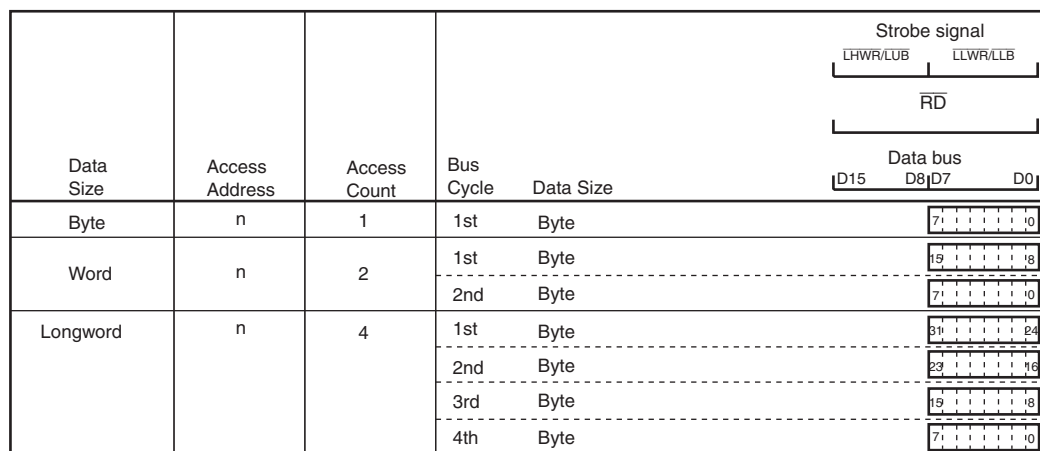 Strobe signal
LHWR/LUB LLWR/LLB
RD
Data Size Access Address Access Count Bus Cycle Data Size Data bus
D15 D8 D7 D0
Byte n 1 1st Byte 7 0
Word n 2 1st Byte 15 8
2nd Byte 7 0
Longword n 4 1st Byte 31 24
2nd Byte 23 16
3rd Byte 15 8
4th Byte 7 0